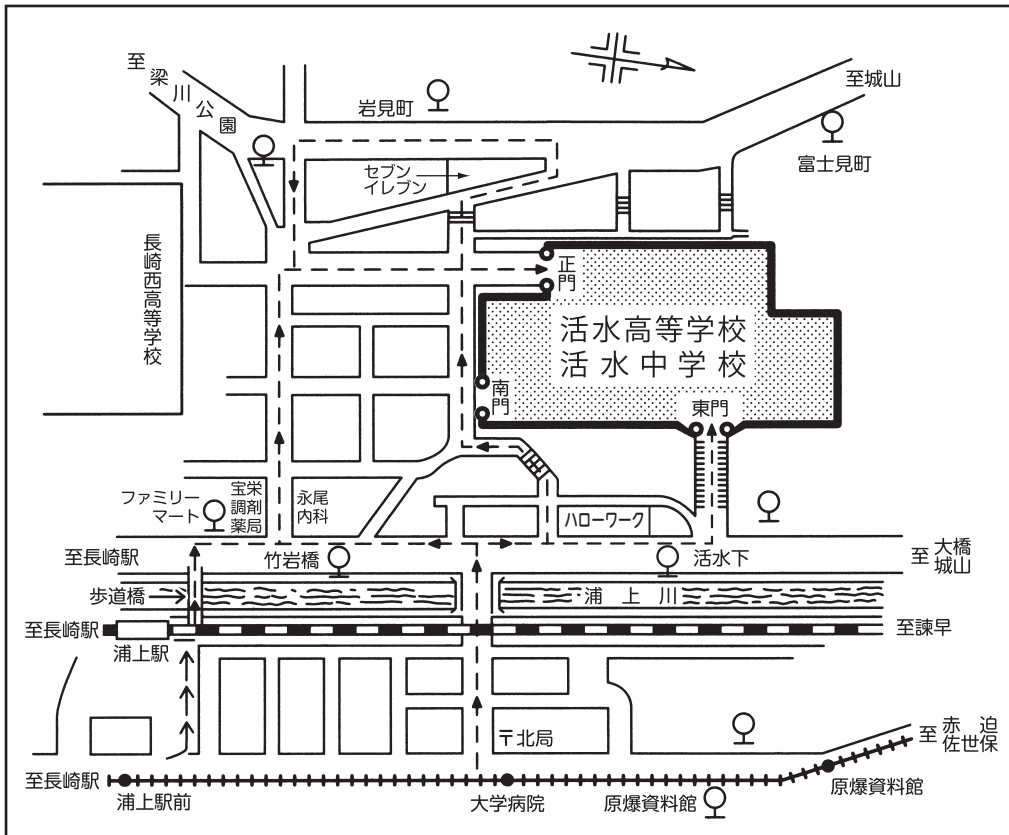 至梁川公園
岩見町
至城山
富士見町
セブン
イレブン
長崎西高等学校
正門
活水高等学校
活水中学校
南門
東門
ファミリー
マート
宝栄
調剤
薬局
永尾
内科
ハローワーク
至長崎駅
竹岩橋
活水下
至大橋
城山
歩道橋
浦上川
至長崎駅
至諫早
浦上駅
〒北局
至赤迫
佐世保
至長崎駅
浦上駅前
大学病院
原爆資料館
原爆資料館